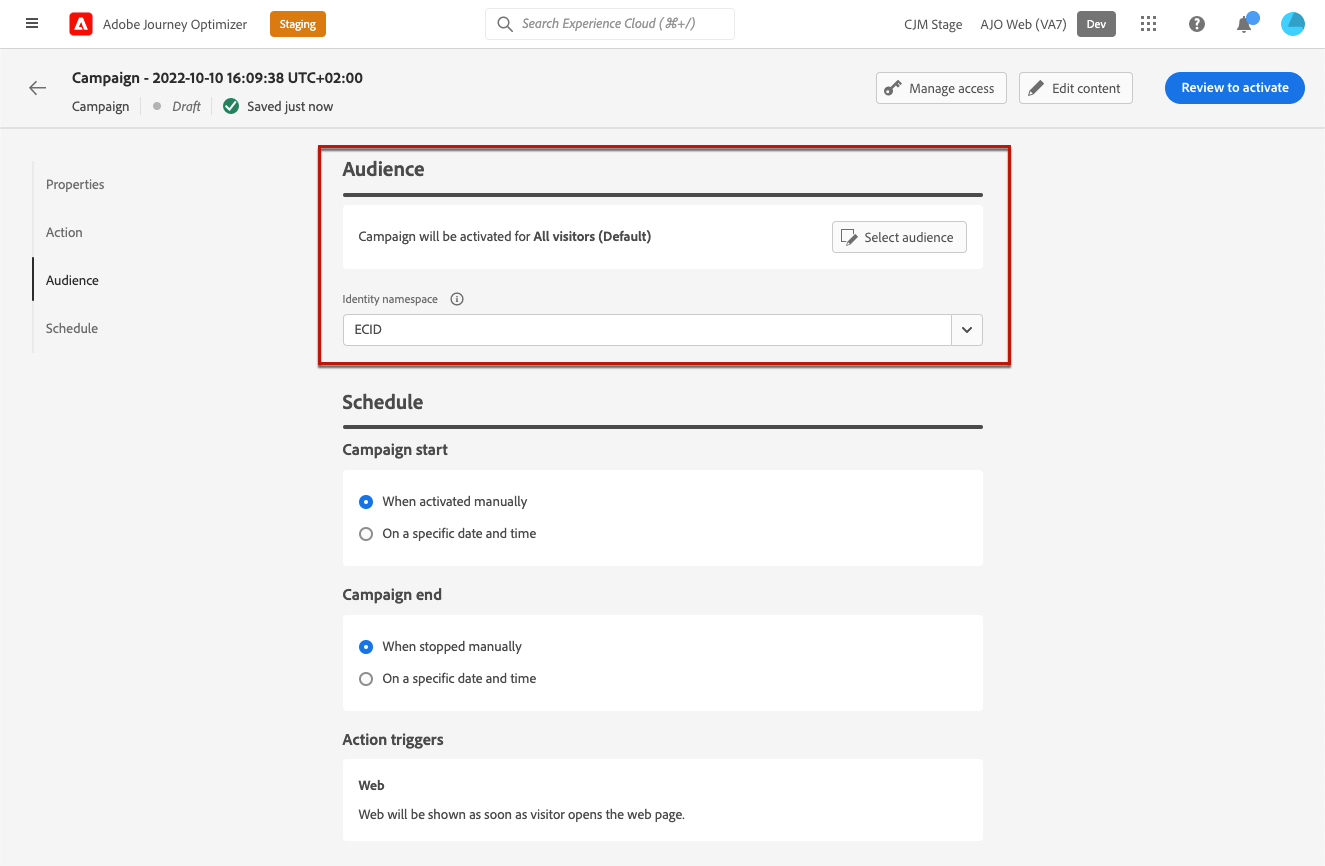 Adobe Journey Optimizer
Staging
Search Experience Cloud (⌘+/)
CJM Stage
AJO Web (VA7)
Dev
Campaign - 2022-10-10 16:09:38 UTC+02:00
Campaign
Draft
Saved just now
Manage access
Edit content
Review to activate
Properties
Action
Audience
Schedule
Audience
Campaign will be activated for All visitors (Default)
Select audience
Identity namespace
ECID
Schedule
Campaign start
When activated manually
On a specific date and time
Campaign end
When stopped manually
On a specific date and time
Action triggers
Web
Web will be shown as soon as visitor opens the web page.